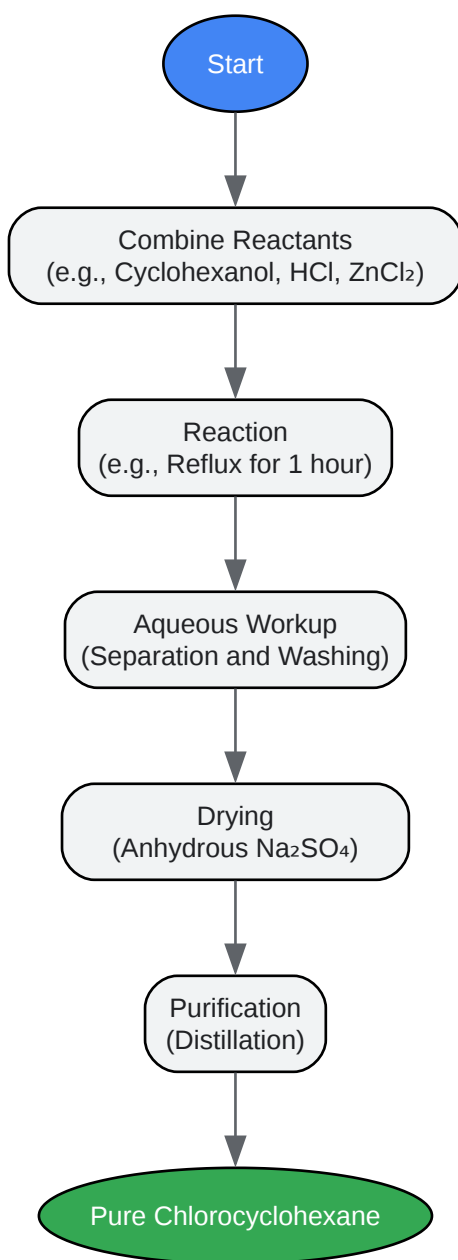 Start
Combine Reactants
(e.g., Cyclohexanol, HCl, ZnCl₂)
Reaction
(e.g., Reflux for 1 hour)
Aqueous Workup
(Separation and Washing)
Drying
(Anhydrous Na₂SO₄)
Purification
(Distillation)
Pure Chlorocyclohexane